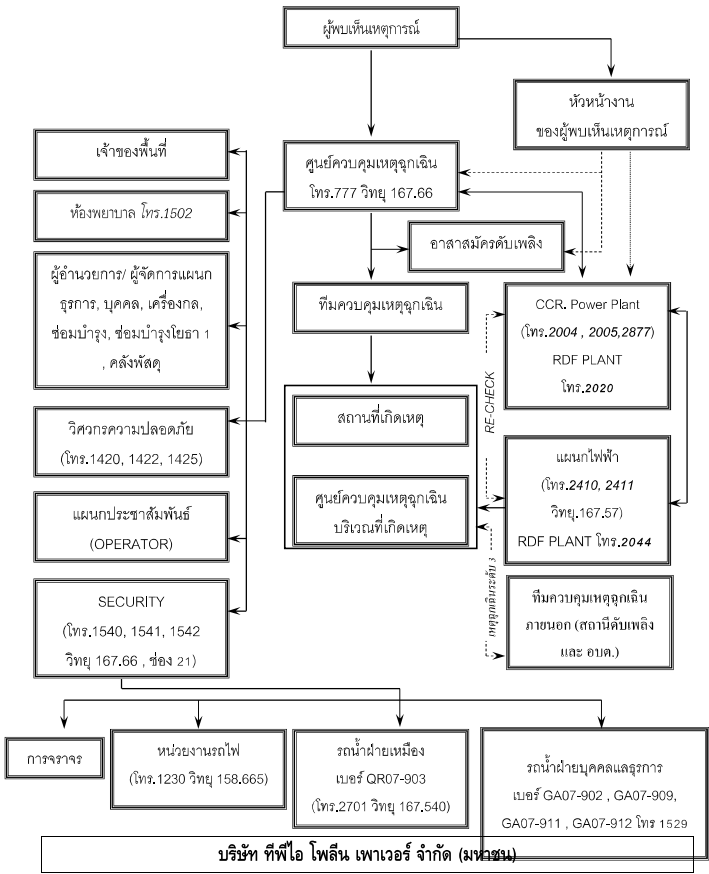 ผู้พบเห็นเหตุการณ์
หัวหน้างาน
ของผู้พบเห็นเหตุการณ์
เจ้าของพื้นที่
ศูนย์ควบคุมเหตุฉุกเฉิน
โทร.777 วิทยุ 167.66
ห้องพยาบาล โทร.1502
อาสาสมัครดับเพลิง
ผู้อำนวยการ/ ผู้จัดการแผนก
ธุรการ, บุคคล, เครื่องกล,
ซ่อมบำรุง, ซ่อมบำรุงโยธา 1
, คลังพัสดุ
ทีมควบคุมเหตุฉุกเฉิน
CCR. Power Plant
(โทร.2004 , 2005,2877)
RDF PLANT
โทร.2020
RE-CHECK
วิศวกรความปลอดภัย
(โทร.1420, 1422, 1425)
สถานที่เกิดเหตุ
ศูนย์ควบคุมเหตุฉุกเฉิน
บริเวณที่เกิดเหตุ
แผนกไฟฟ้า
(โทร.2410, 2411
วิทยุ.167.57)
RDF PLANT โทร.2044
แผนกประชาสัมพันธ์
(OPERATOR)
เหตุฉุกเฉินระดับ 3
ทีมควบคุมเหตุฉุกเฉิน
ภายนอก (สถานีดับเพลิง
และ อบต.)
SECURITY
(โทร.1540, 1541, 1542
วิทยุ 167.66 , ช่อง 21)
การจราจร
หน่วยงานรถไฟ
(โทร.1230 วิทยุ 158.665)
รถน้ำฝ่ายเหมือง
เบอร์ QR07-903
(โทร.2701 วิทยุ 167.540)
รถน้ำฝ่ายบุคคลแลธุรการ
เบอร์ GA07-902 , GA07-909,
GA07-911 , GA07-912 โทร 1529
บริษัท ทีพีไอ โพลีน เพาเวอร์ จำกัด (มหาชน)